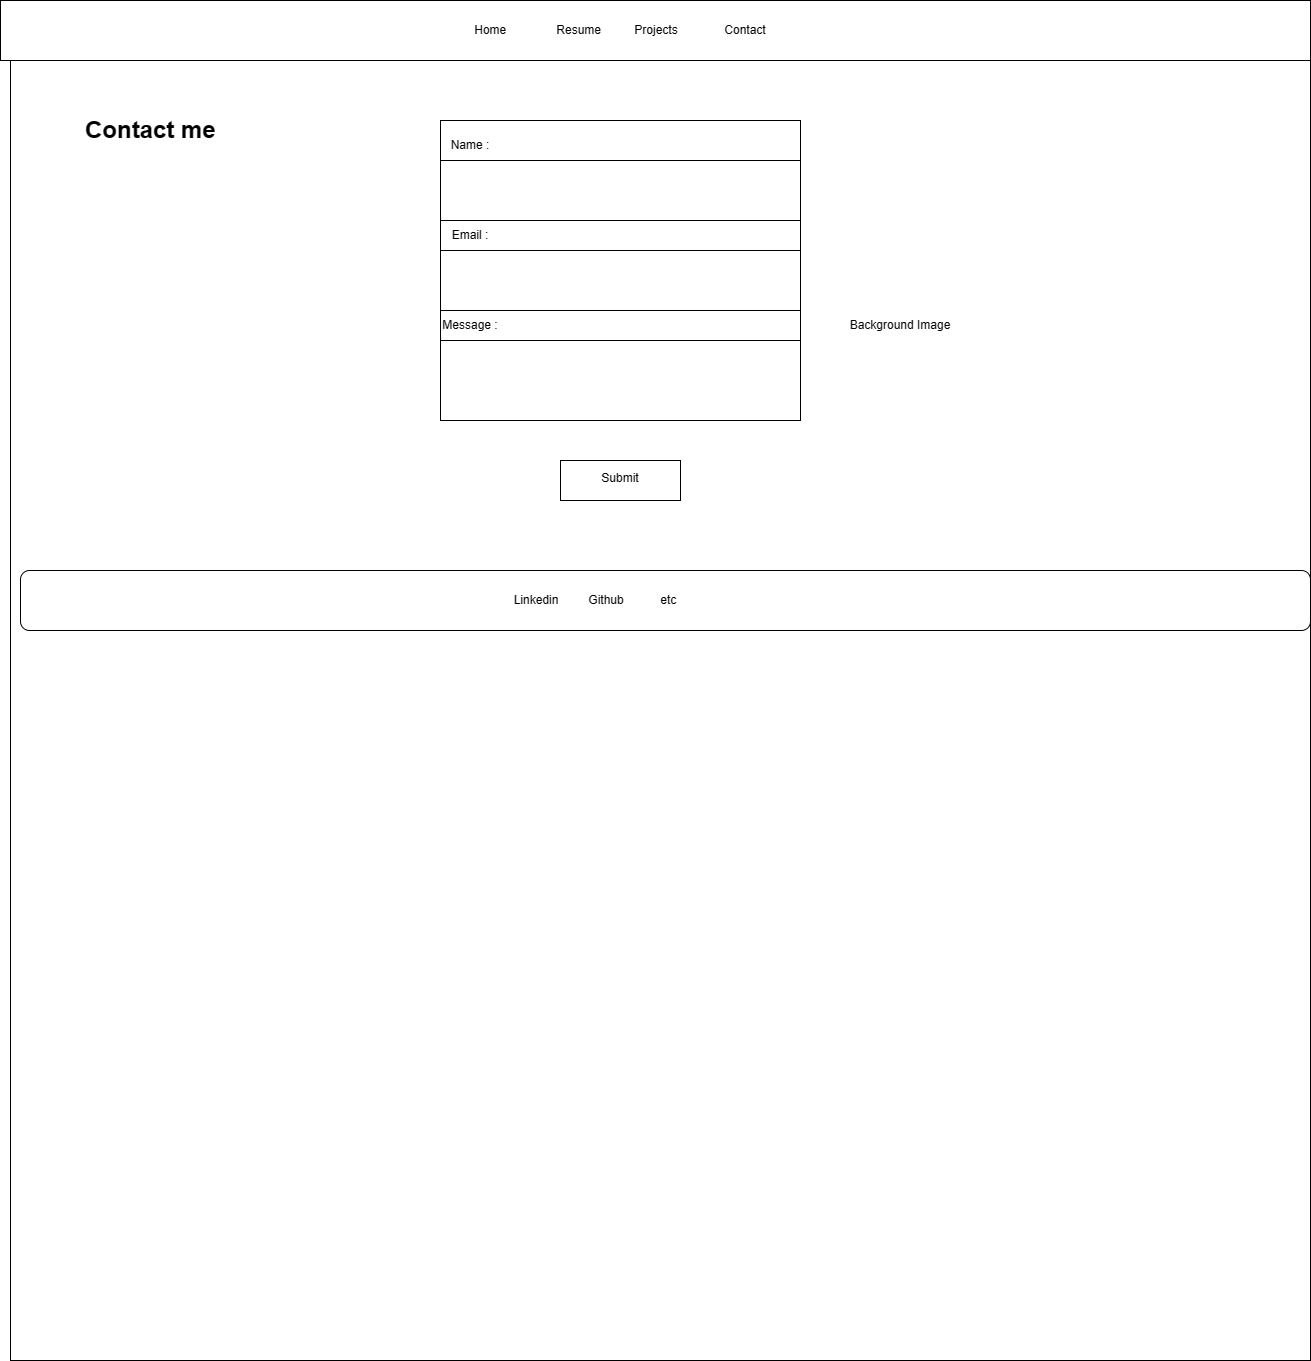 Home Resume Projects Contact
Contact me
Name :
Email :
Message :
Background Image
Submit
Linkedin Github etc